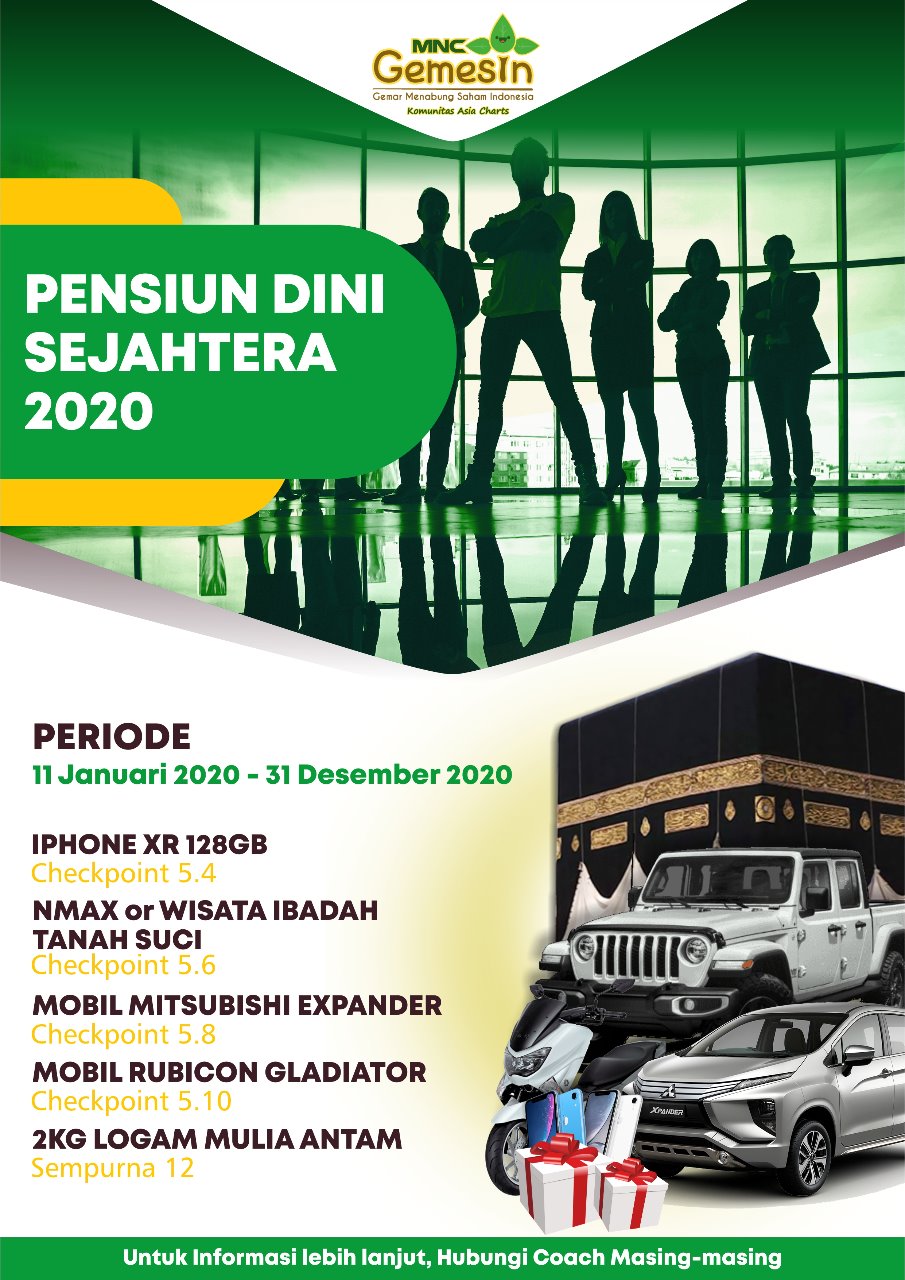 MNC
GemesIn
Gemar Menabung Saham Indonesia
Komunitas Asia Charts
PENSIUN DINI
SEJAHTERA
2020
PERIODE
11 Januari 2020 - 31 Desember 2020
IPHONE XR 128GB
Checkpoint 5.4
NMAX or WISATA IBADAH
TANAH SUCI
Checkpoint 5.6
MOBIL MITSUBISHI EXPANDER
Checkpoint 5.8
MOBIL RUBICON GLADIATOR
Checkpoint 5.10
2KG LOGAM MULIA ANTAM
Sempurna 12
XPANDER
Untuk Informasi lebih lanjut, Hubungi Coach Masing-masing